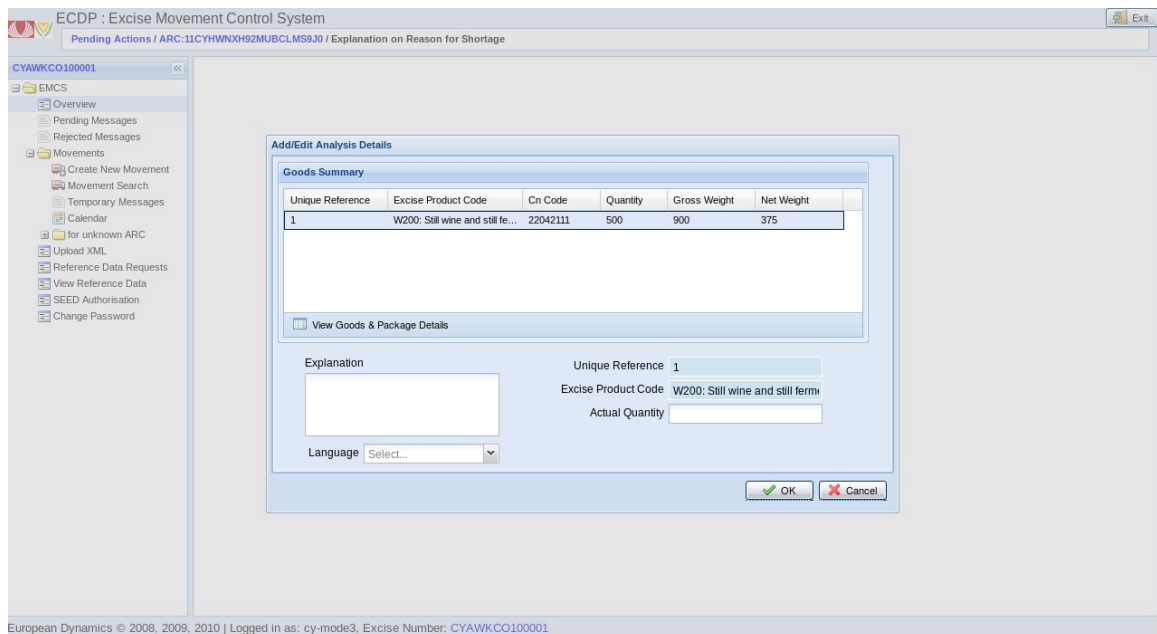 ECDP : Excise Movement Control System
Exit
Pending Actions / ARC:11CYHWNXH92MUBCLMS9J0 / Explanation on Reason for Shortage
CYAWKCO100001
EMCS
Overview
Pending Messages
Rejected Messages
Movements
Create New Movement
Movement Search
Temporary Messages
Calendar
for unknown ARC
Upload XML
Reference Data Requests
View Reference Data
SEED Authorisation
Change Password
Add/Edit Analysis Details
Goods Summary
Unique Reference Excise Product Code Cn Code Quantity Gross Weight Net Weight
1 W200: Still wine and still fe... 22042111 500 900 375
View Goods & Package Details
Explanation
Language Select...
Unique Reference 1
Excise Product Code W200: Still wine and still ferme
Actual Quantity
OK Cancel
European Dynamics © 2008, 2009, 2010 | Logged in as: cy-mode3, Excise Number: CYAWKCO100001